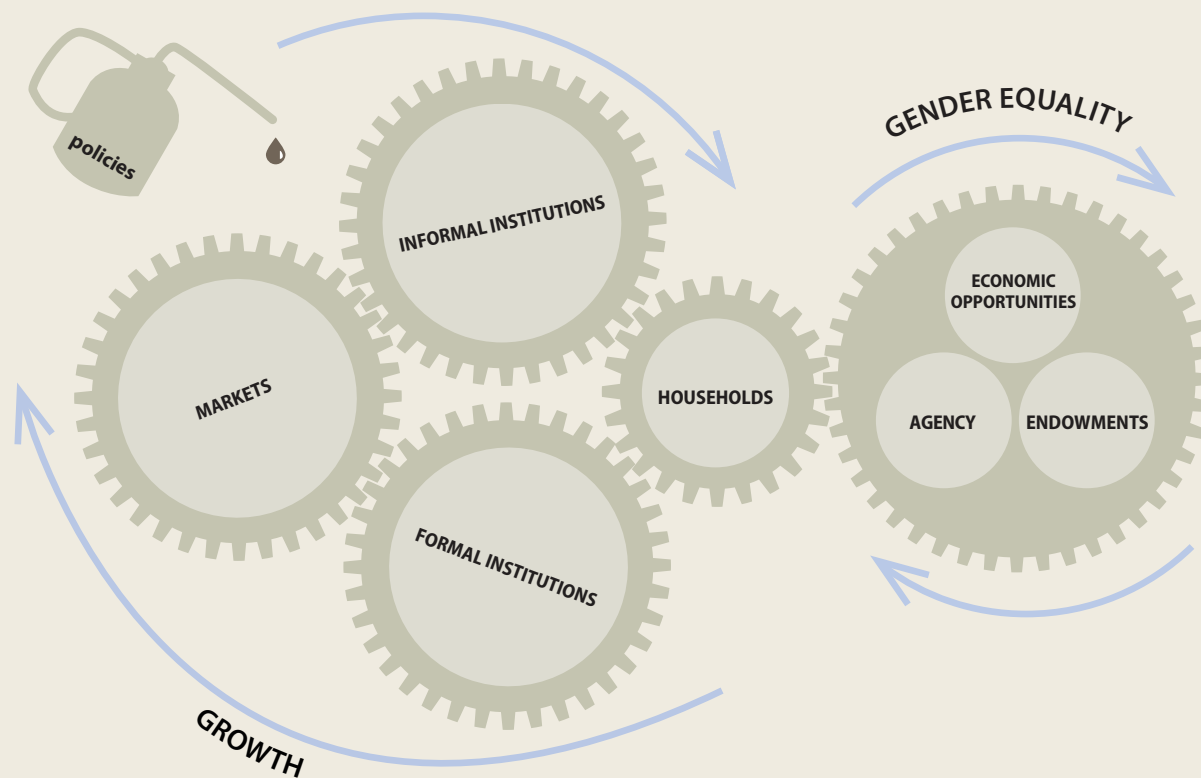 policies
INFORMAL INSTITUTIONS
MARKETS
FORMAL INSTITUTIONS
HOUSEHOLDS
GENDER EQUALITY
ECONOMIC
OPPORTUNITIES
AGENCY
ENDOWMENTS
GROWTH